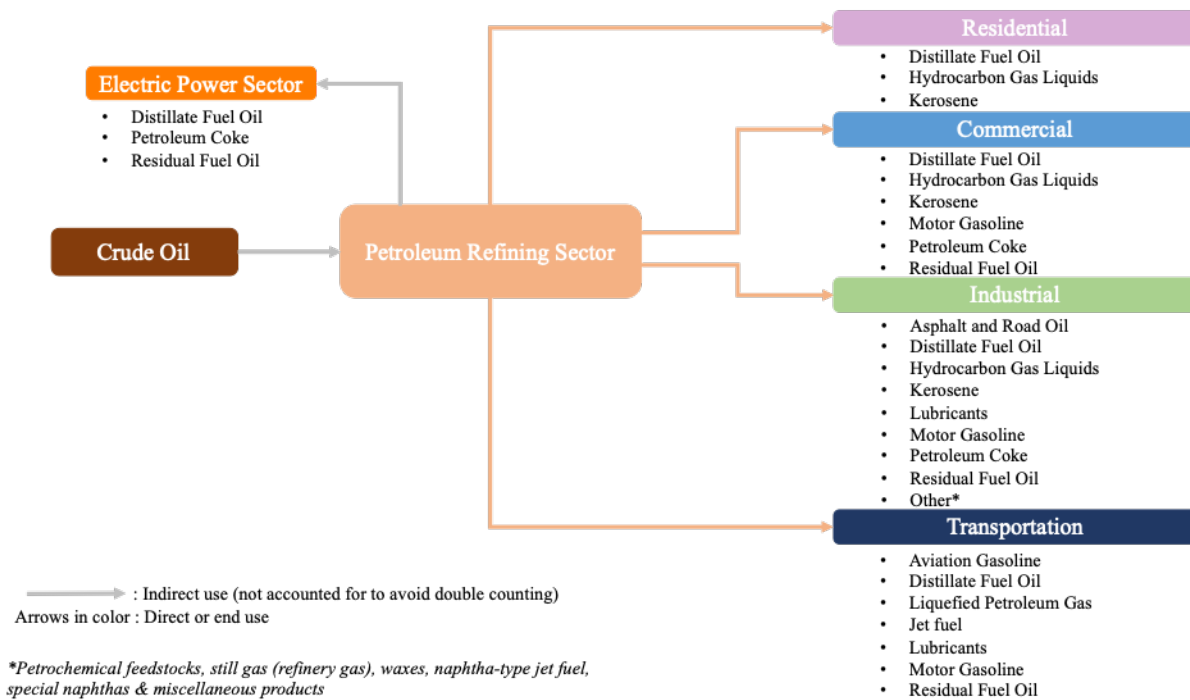 Residential
• Distillate Fuel Oil
• Hydrocarbon Gas Liquids
• Kerosene
Electric Power Sector
• Distillate Fuel Oil
• Petroleum Coke
• Residual Fuel Oil
Commercial
• Distillate Fuel Oil
• Hydrocarbon Gas Liquids
• Kerosene
• Motor Gasoline
• Petroleum Coke
• Residual Fuel Oil
Crude Oil
Petroleum Refining Sector
Industrial
• Asphalt and Road Oil
• Distillate Fuel Oil
• Hydrocarbon Gas Liquids
• Kerosene
• Lubricants
• Motor Gasoline
• Petroleum Coke
• Residual Fuel Oil
• Other*
Transportation
• Aviation Gasoline
• Distillate Fuel Oil
• Liquefied Petroleum Gas
• Jet fuel
• Lubricants
• Motor Gasoline
• Residual Fuel Oil
: Indirect use (not accounted for to avoid double counting)
Arrows in color : Direct or end use
*Petrochemical feedstocks, still gas (refinery gas), waxes, naphtha-type jet fuel,
special naphthas & miscellaneous products